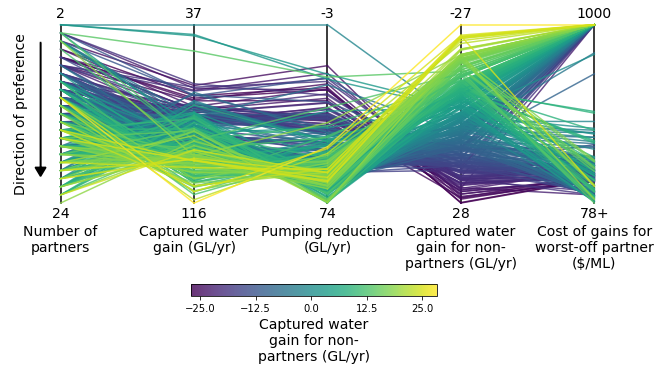 2 37 -3 -27 1000
Direction of preference
24 116 74 28 78+
Number of
partners
Captured water
gain (GL/yr)
Pumping reduction
(GL/yr)
Captured water
gain for non-
partners (GL/yr)
Cost of gains for
worst-off partner
($/ML)
−25.0 −12.5 0.0 12.5 25.0
Captured water
gain for non-
partners (GL/yr)